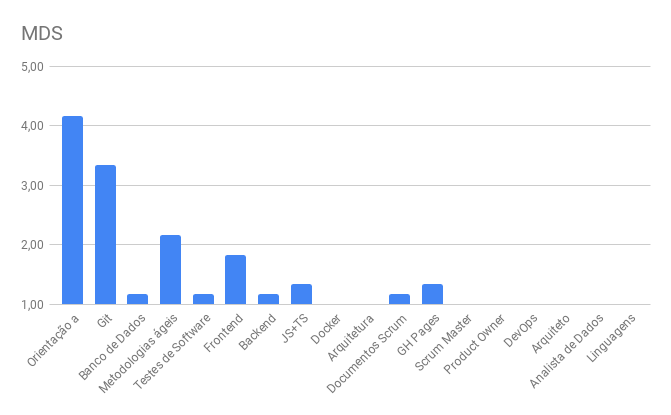 MDS
5,00
4,00
3,00
2,00
1,00
Orientação a
Git
Banco de Dados
Metodologias ágeis
Testes de Software
Frontend
Backend
JS+TS
Docker
Arquitetura
Documentos Scrum
GH Pages
Scrum Master
Product Owner
DevOps
Arquiteto
Analista de Dados
Linguagens